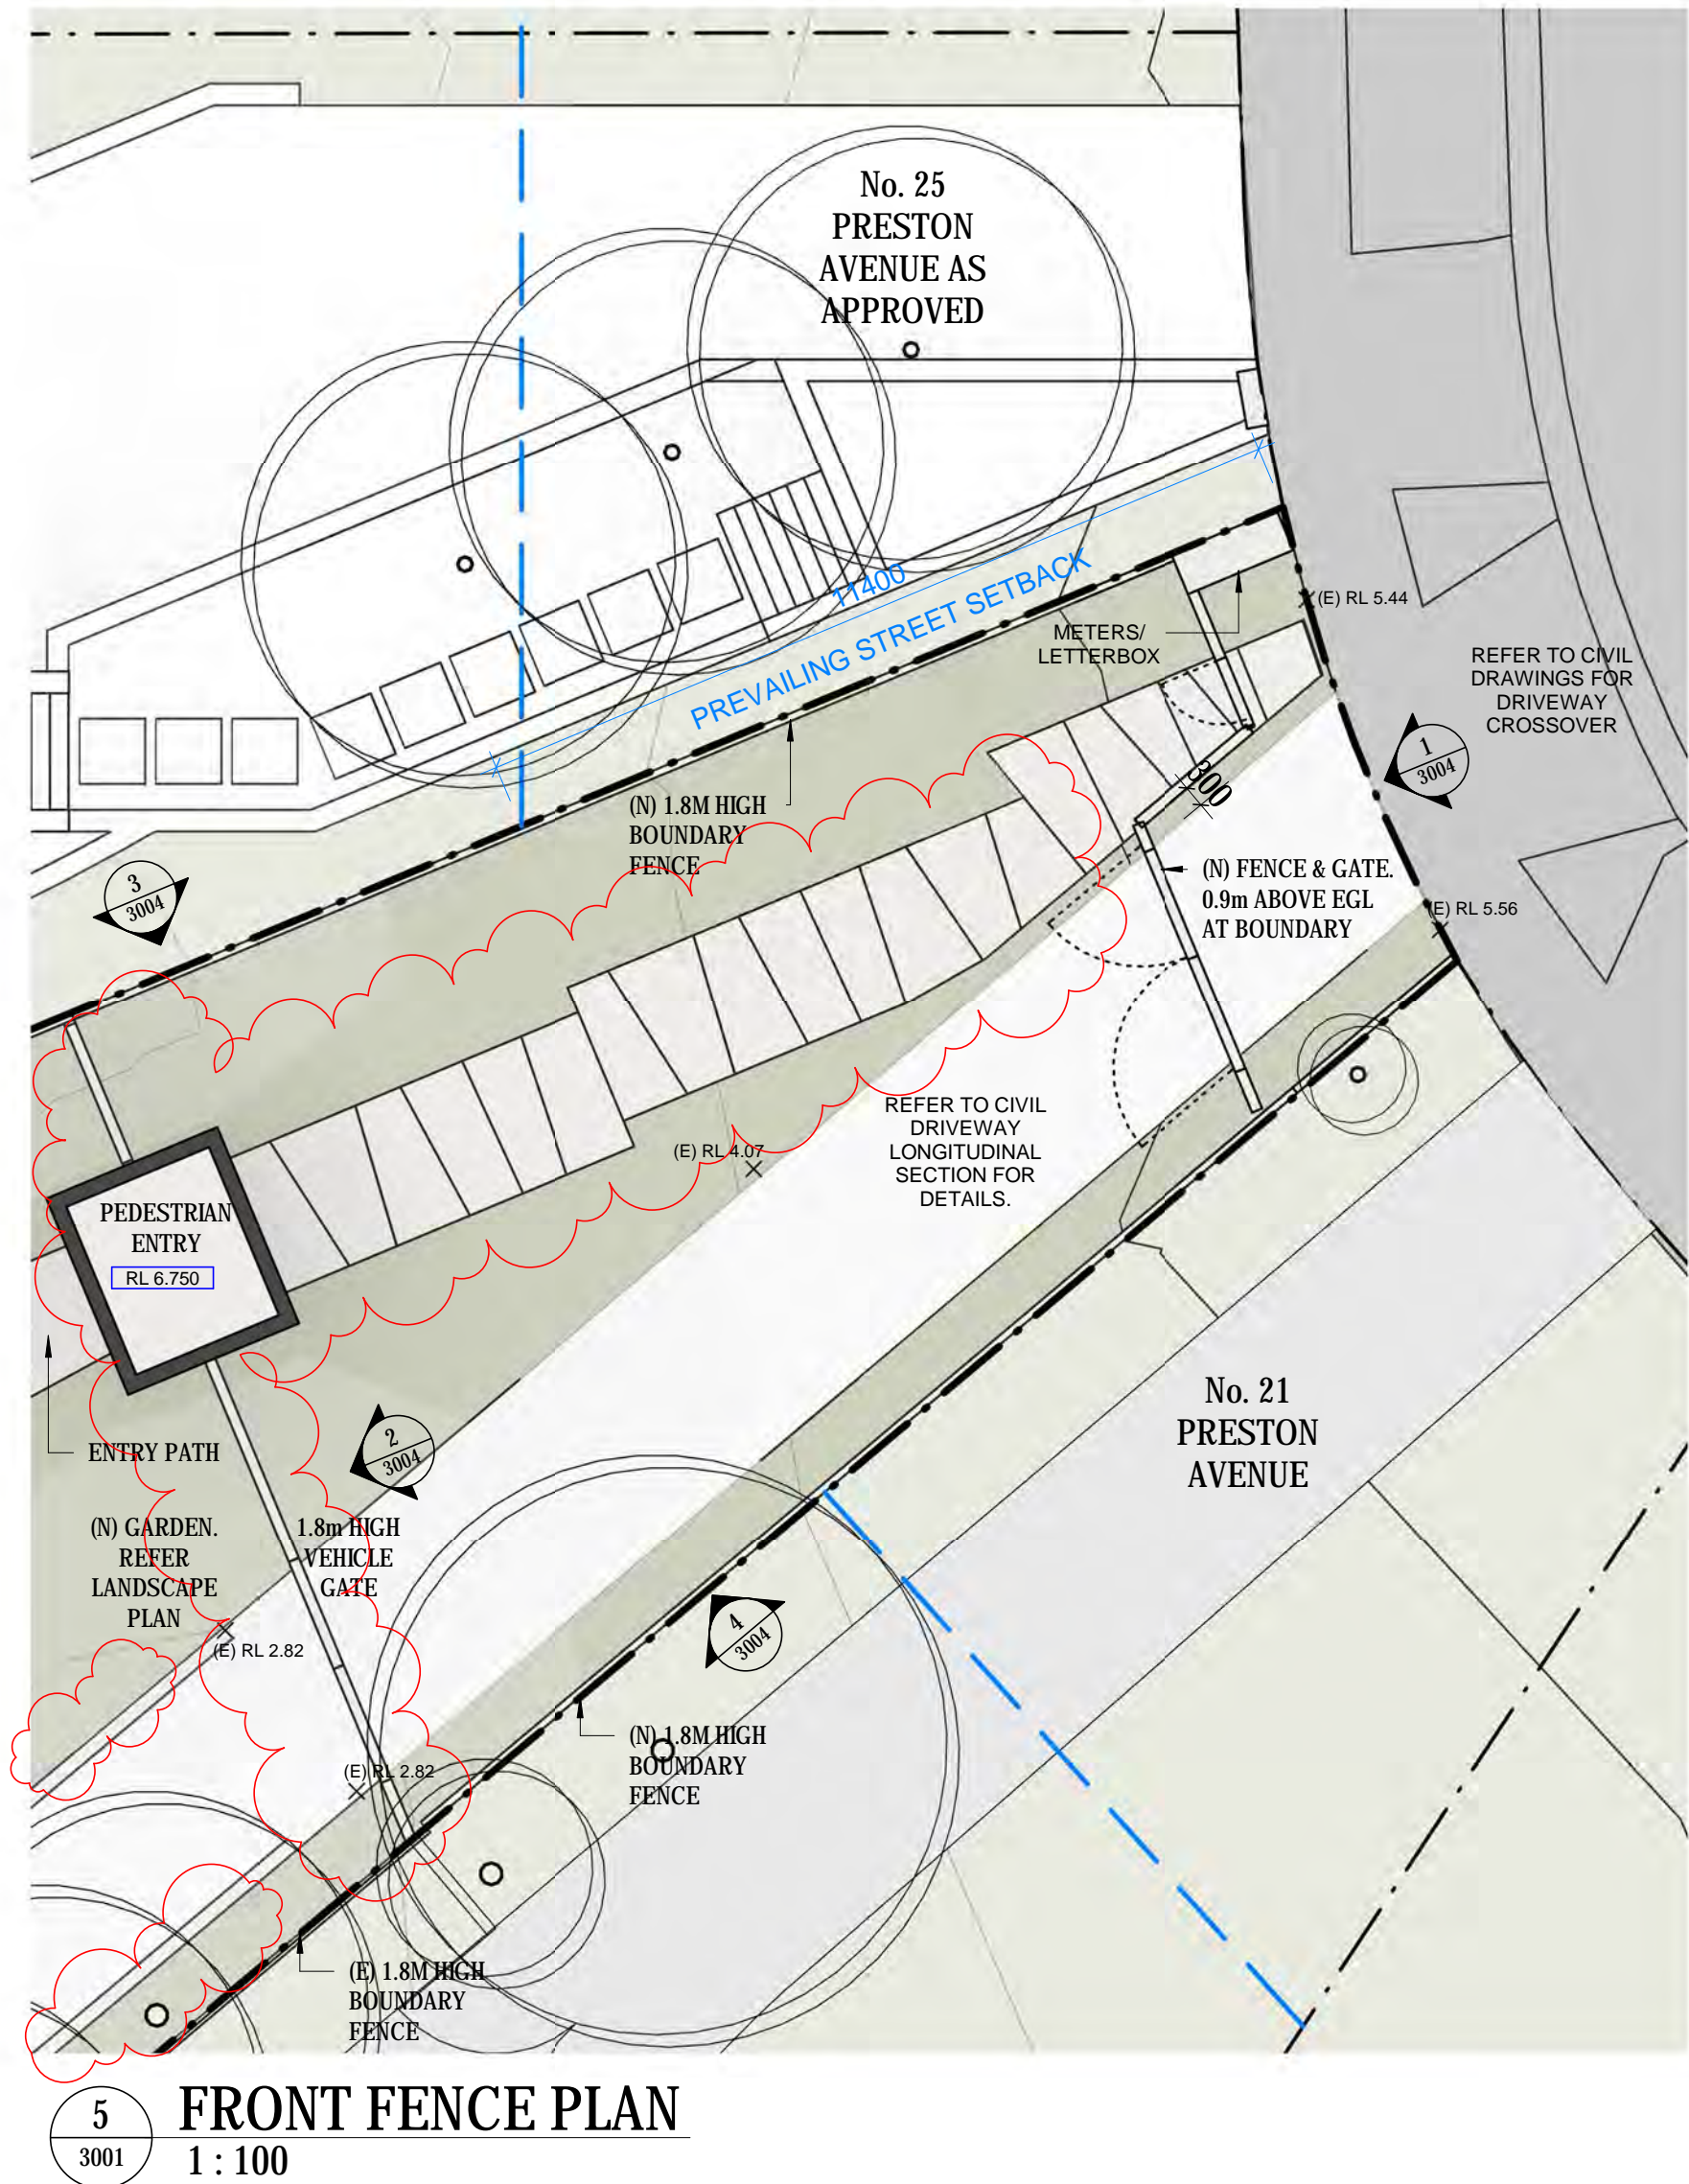 No. 25
PRESTON
AVENUE AS
APPROVED
11400
PREVAILING STREET SETBACK
METERS/
LETTERBOX
(E) RL 5.44
REFER TO CIVIL
DRAWINGS FOR
DRIVEWAY
CROSSOVER
1
3004
300
(N) 1.8M HIGH
BOUNDARY
FENCE
(N) FENCE & GATE.
0.9m ABOVE EGL
AT BOUNDARY
(E) RL 5.56
3
3004
REFER TO CIVIL
DRIVEWAY
LONGITUDINAL
SECTION FOR
DETAILS.
(E) RL 4.07
PEDESTRIAN
ENTRY
RL 6.750
No. 21
PRESTON
AVENUE
ENTRY PATH
2
3004
(N) GARDEN.
REFER
LANDSCAPE
PLAN
1.8m HIGH
VEHICLE
GATE
(E) RL 2.82
4
3004
(N) 1.8M HIGH
BOUNDARY
FENCE
(E) RL 2.82
(E) 1.8M HIGH
BOUNDARY
FENCE
5
3001
FRONT FENCE PLAN
1 : 100